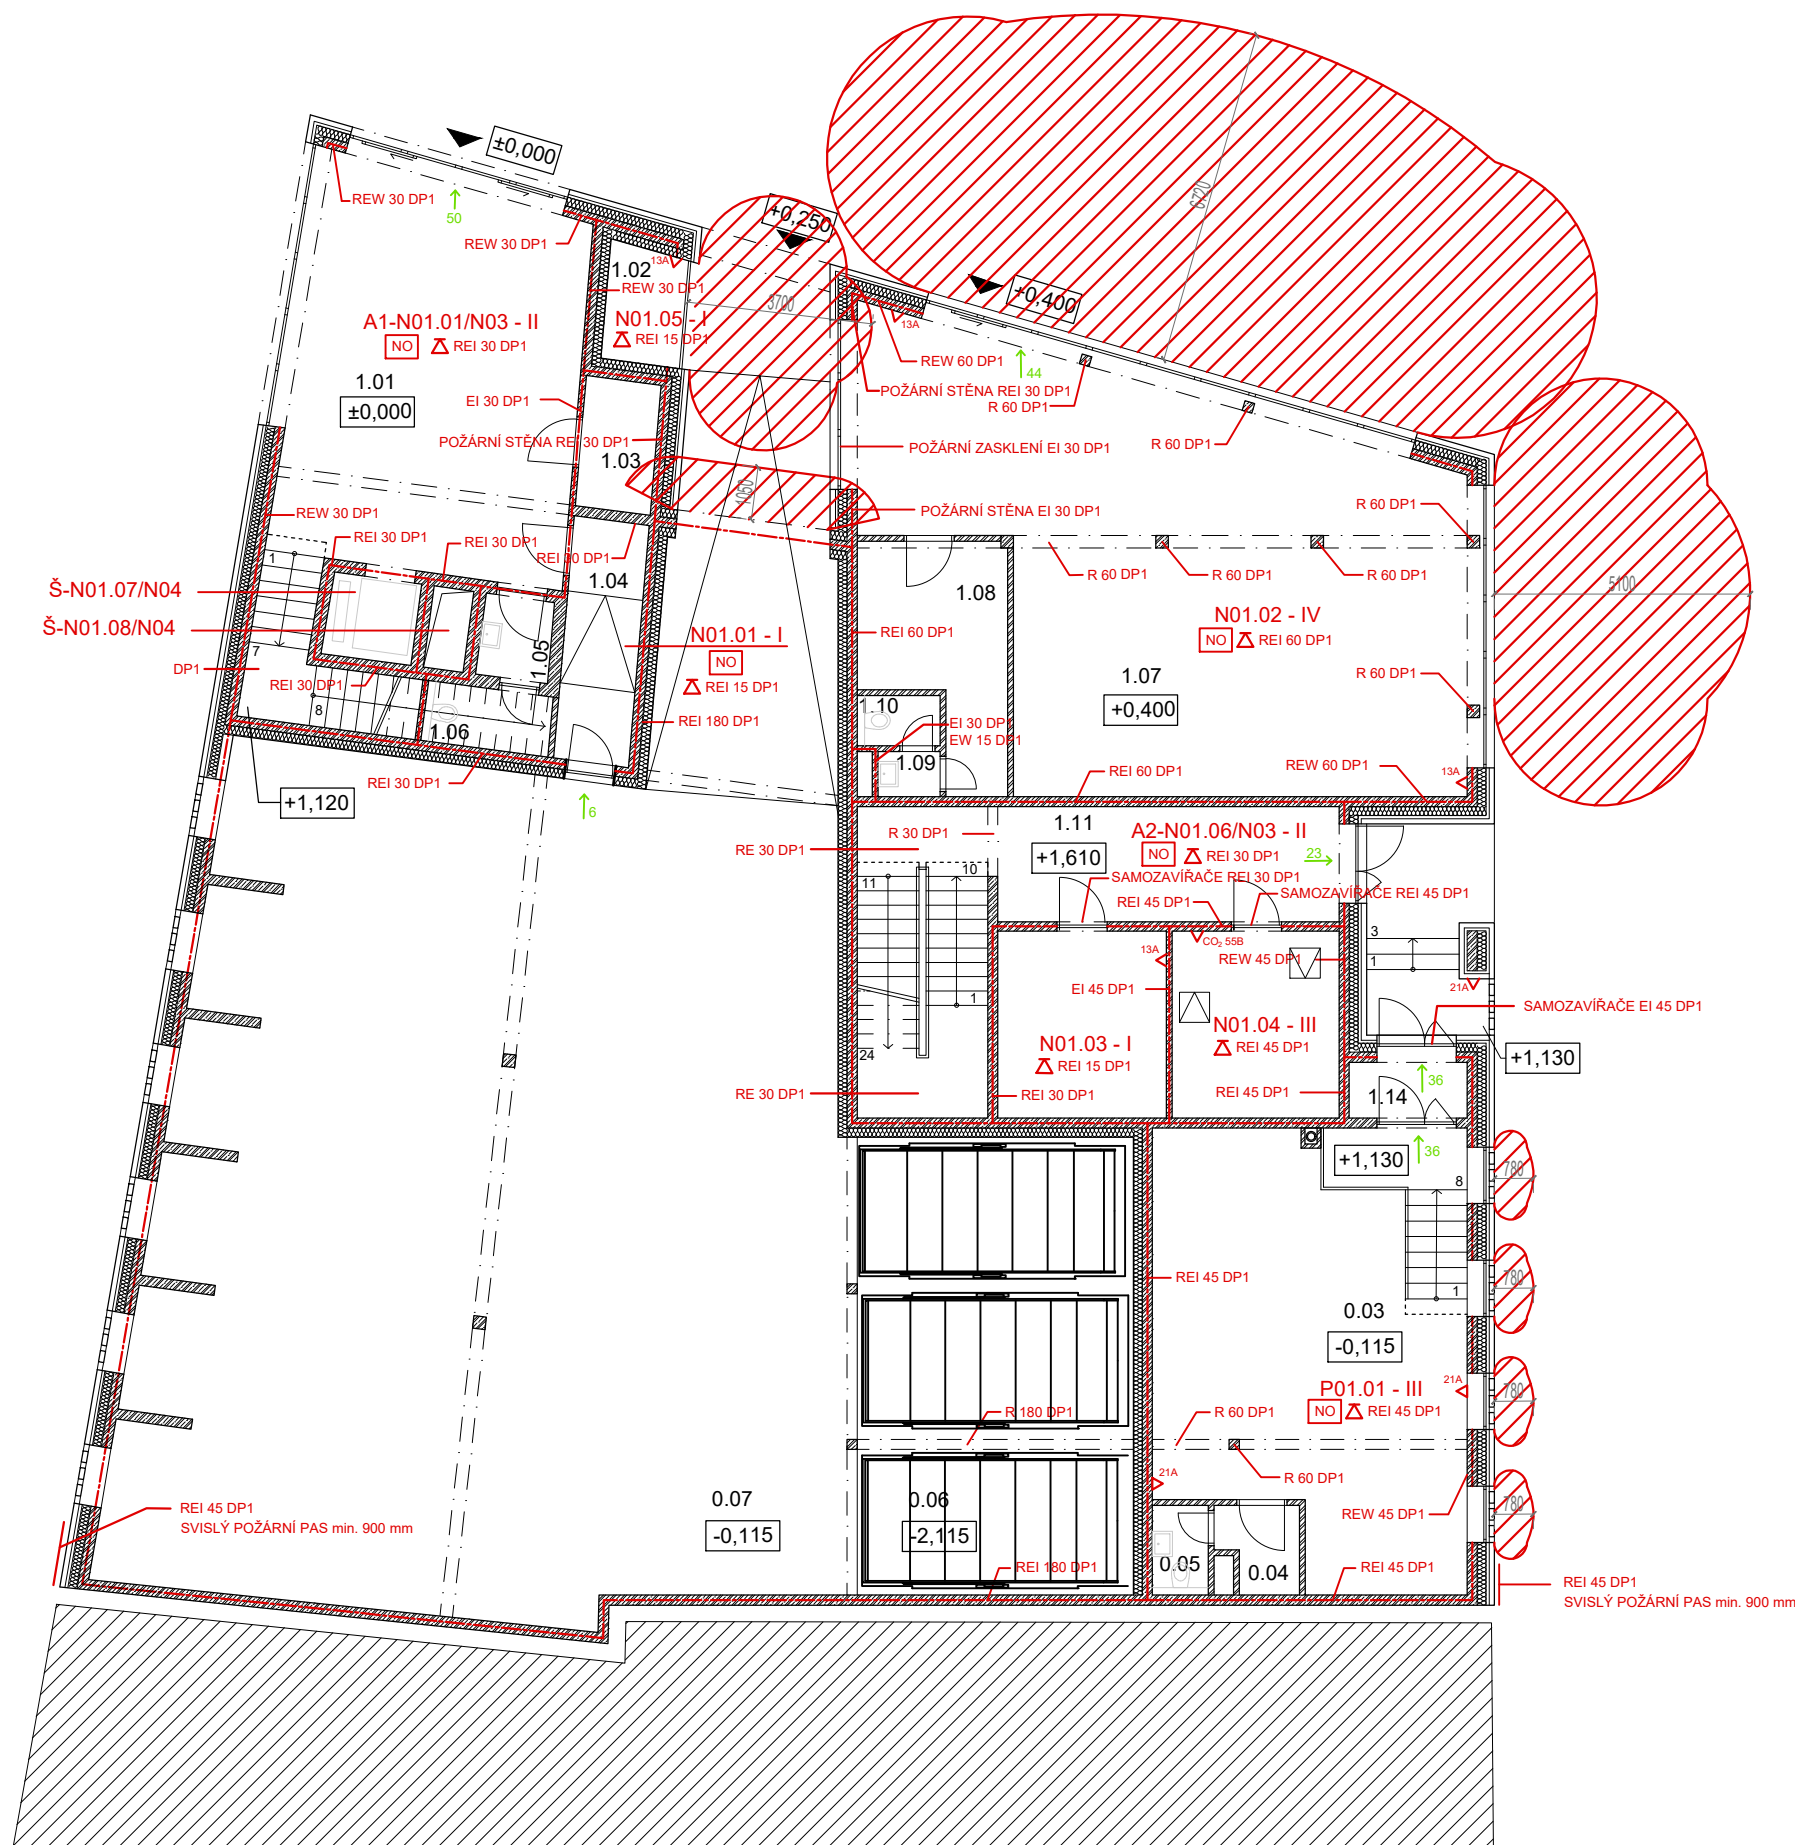 ±0,000
6720
REW 30 DP1
50
+0,250
REW 30 DP1
13A
1.02
REW 30 DP1
+0,400
3700
A1-N01.01/N03 - II
N01.05 - I
13A
NO
REI 30 DP1
REI 15 DP1
REW 60 DP1
44
1.01
±0,000
EI 30 DP1
POŽÁRNÍ STĚNA REI 30 DP1
R 60 DP1
POŽÁRNÍ STĚNA REI 30 DP1
POŽÁRNÍ ZASKLENÍ EI 30 DP1
R 60 DP1
1.03
1050
REW 30 DP1
POŽÁRNÍ STĚNA EI 30 DP1
R 60 DP1
REI 30 DP1
REI 30 DP1
REI 30 DP1
1
1.04
R 60 DP1
R 60 DP1
R 60 DP1
5100
Š-N01.07/N04
1.08
N01.02 - IV
Š-N01.08/N04
N01.01 - I
REI 60 DP1
NO
REI 60 DP1
7
1.05
NO
DP1
REI 30 DP1
REI 15 DP1
1.07
R 60 DP1
8
1.10
+0,400
REI 180 DP1
EI 30 DP1
1.06
EW 15 DP1
1.09
REI 60 DP1
REW 60 DP1
13A
REI 30 DP1
+1,120
6
1.11
R 30 DP1
A2-N01.06/N03 - II
RE 30 DP1
+1,610
NO
REI 30 DP1
23
10
11
SAMOZAVÍRAČE REI 30 DP1
SAMOZAVÍRAČE REI 45 DP1
REI 45 DP1
3
CO2 55B
13A
REW 45 DP1
1
21A
EI 45 DP1
1
SAMOZAVÍRAČE EI 45 DP1
N01.04 - III
24
N01.03 - I
REI 45 DP1
+1,130
REI 15 DP1
36
RE 30 DP1
REI 30 DP1
REI 45 DP1
1.14
+1,130
36
780
8
REI 45 DP1
780
1
0.03
-0,115
21A
780
P01.01 - III
NO
REI 45 DP1
R 180 DP1
R 60 DP1
21A
R 60 DP1
0.07
0.06
780
REI 45 DP1
SVISLÝ POŽÁRNÍ PAS min. 900 mm
-0,115
-2,115
REW 45 DP1
0.05
0.04
REI 180 DP1
REI 45 DP1
REI 45 DP1
SVISLÝ POŽÁRNÍ PAS min. 900 mm